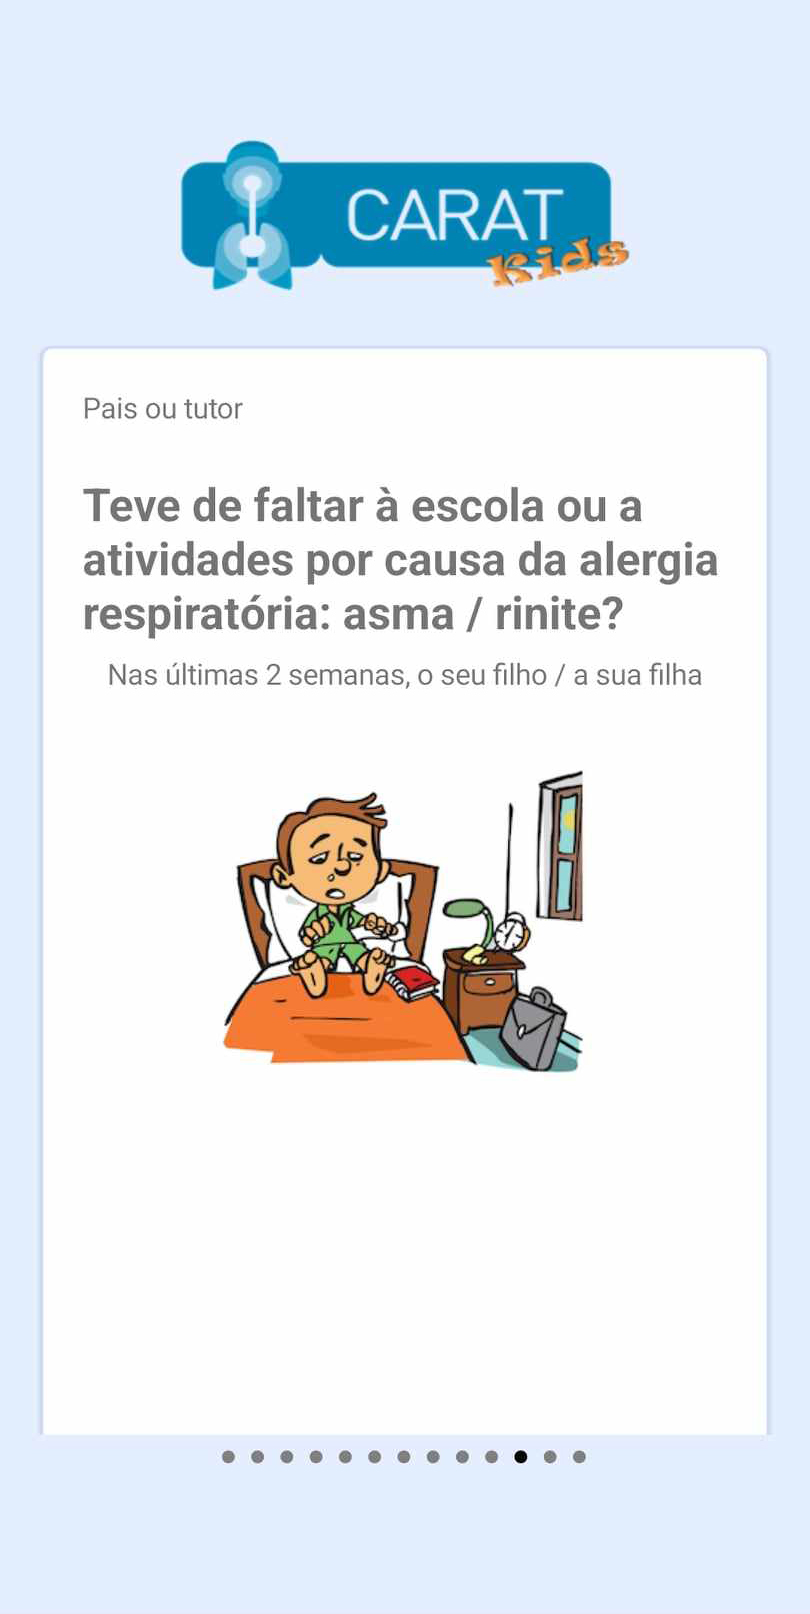 CARAT
Kids
Pais ou tutor
Teve de faltar à escola ou a
atividades por causa da alergia
respiratória: asma / rinite?
Nas últimas 2 semanas, o seu filho / a sua filha